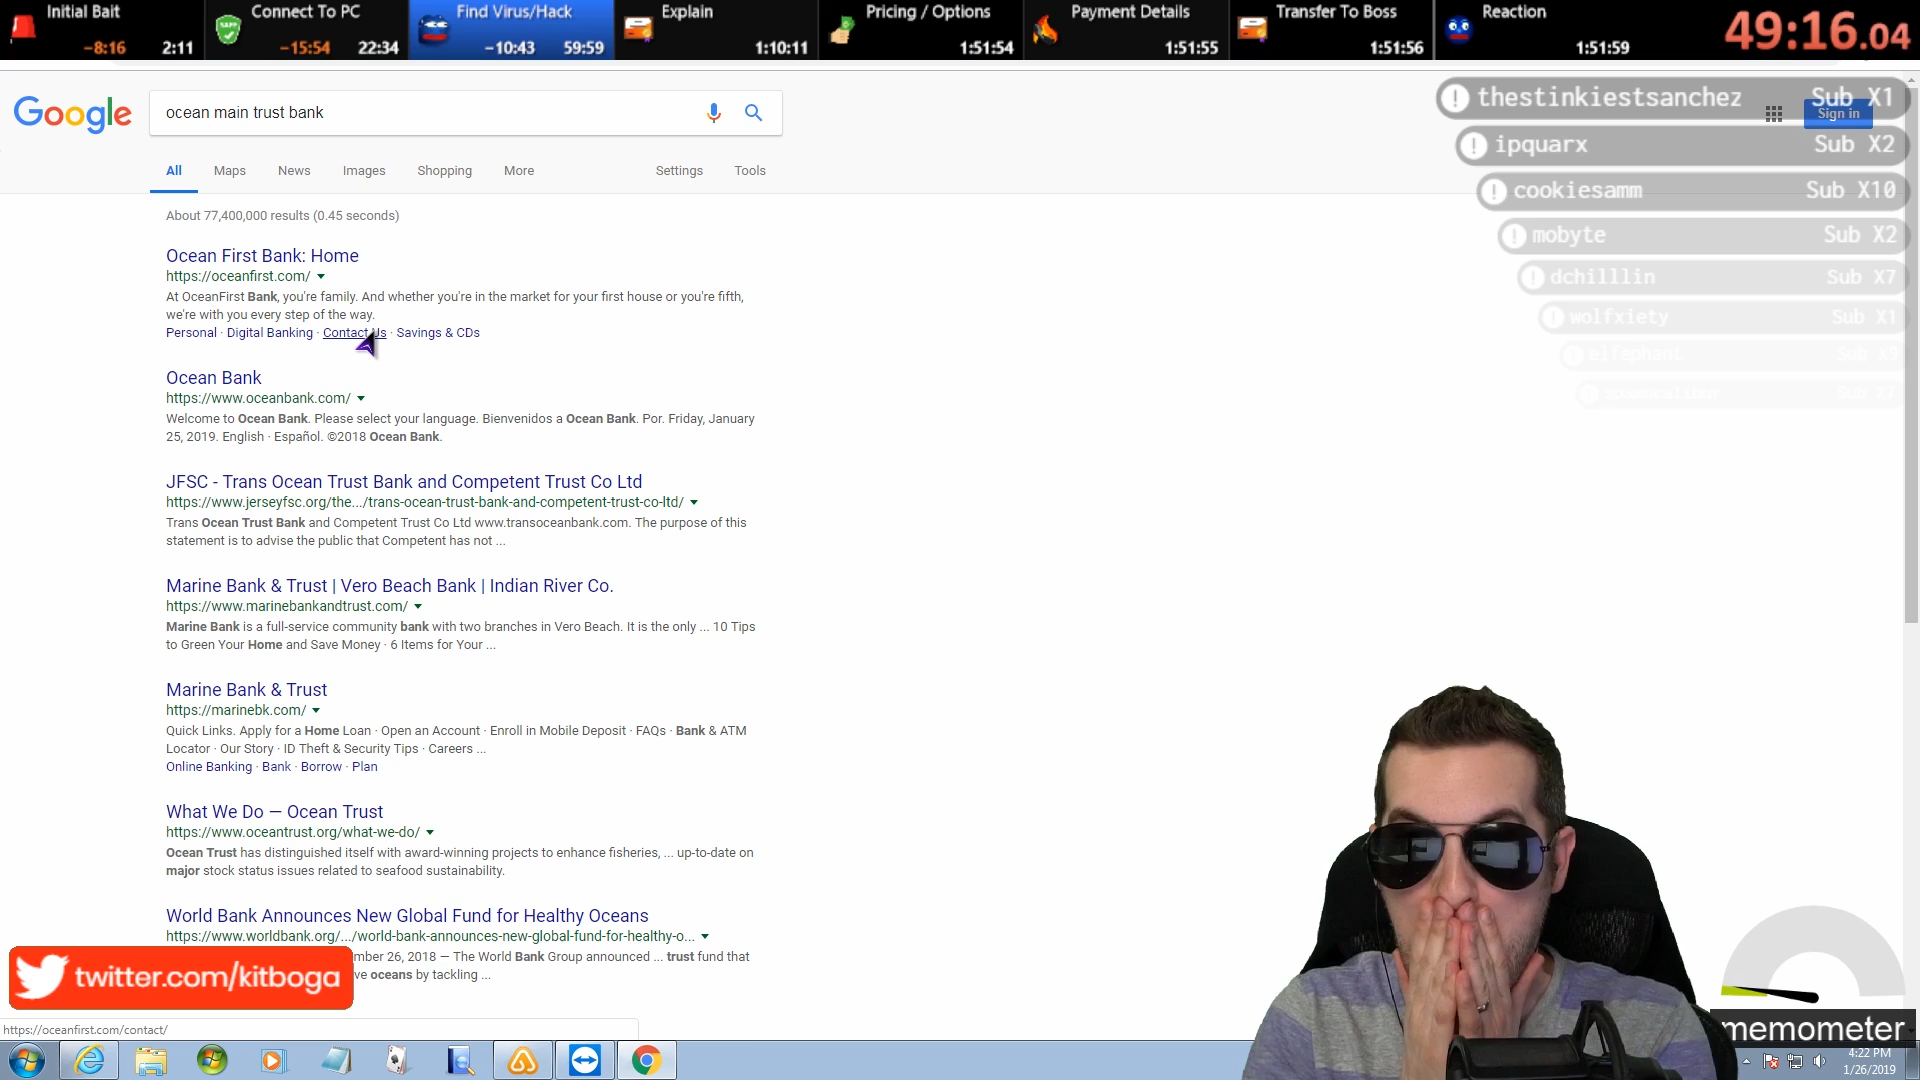 Initial Bait
-8:16 2:11
Connect To PC
-15:54 22:34
Find Virus/Hack
-10:43 59:59
Explain
1:10:11
Pricing / Options
1:51:54
Payment Details
1:51:55
Transfer To Boss
1:51:56
Reaction
1:51:59
49:16.04
Google
ocean main trust bank
Sign in
thestinkiestsanchez Sub X1
ipquarx Sub X2
cookiesamm Sub X10
mobyte Sub X2
dchilllin Sub X7
wolfxiety Sub X1
elfephant Sub X9
All Maps News Images Shopping More Settings Tools
About 77,400,000 results (0.45 seconds)
Ocean First Bank: Home
https://oceanfirst.com/
At OceanFirst Bank, you're family. And whether you're in the market for your first house or you're fifth,
we're with you every step of the way.
Personal · Digital Banking · Contact Us · Savings & CDs
Ocean Bank
https://www.oceanbank.com/
Welcome to Ocean Bank. Please select your language. Bienvenidos a Ocean Bank. Por. Friday, January
25, 2019. English · Español. ©2018 Ocean Bank.
JFSC - Trans Ocean Trust Bank and Competent Trust Co Ltd
https://www.jerseyfsc.org/the.../trans-ocean-trust-bank-and-competent-trust-co-ltd/
Trans Ocean Trust Bank and Competent Trust Co Ltd www.transoceanbank.com. The purpose of this
statement is to advise the public that Competent has not ...
Marine Bank & Trust | Vero Beach Bank | Indian River Co.
https://www.marinebankandtrust.com/
Marine Bank is a full-service community bank with two branches in Vero Beach. It is the only ... 10 Tips
to Green Your Home and Save Money · 6 Items for Your ...
Marine Bank & Trust
https://marinebk.com/
Quick Links. Apply for a Home Loan · Open an Account · Enroll in Mobile Deposit · FAQs · Bank & ATM
Locator · Our Story · ID Theft & Security Tips · Careers ...
Online Banking · Bank · Borrow · Plan
What We Do — Ocean Trust
https://www.oceantrust.org/what-we-do/
Ocean Trust has distinguished itself with award-winning projects to enhance fisheries, ... up-to-date on
major stock status issues related to seafood sustainability.
World Bank Announces New Global Fund for Healthy Oceans
https://www.worldbank.org/.../world-bank-announces-new-global-fund-for-healthy-o...
mber 26, 2018 — The World Bank Group announced ... trust fund that
ve oceans by tackling ...
twitter.com/kitboga
https://oceanfirst.com/contact/
memometer
4:22 PM
1/26/2019